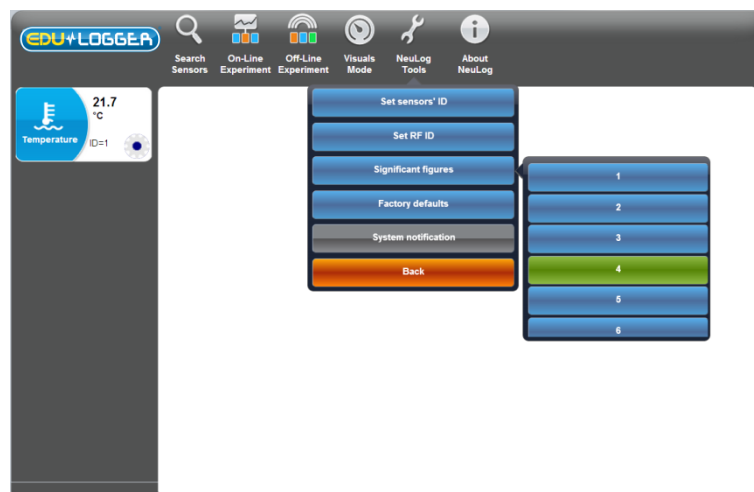 EDU LOGGER
Search
Sensors
On-Line
Experiment
Off-Line
Experiment
Visuals
Mode
NeuLog
Tools
About
NeuLog
21.7
°C
Temperature
ID=1
Set sensors' ID
Set RF ID
Significant figures
Factory defaults
System notification
Back
1
2
3
4
5
6